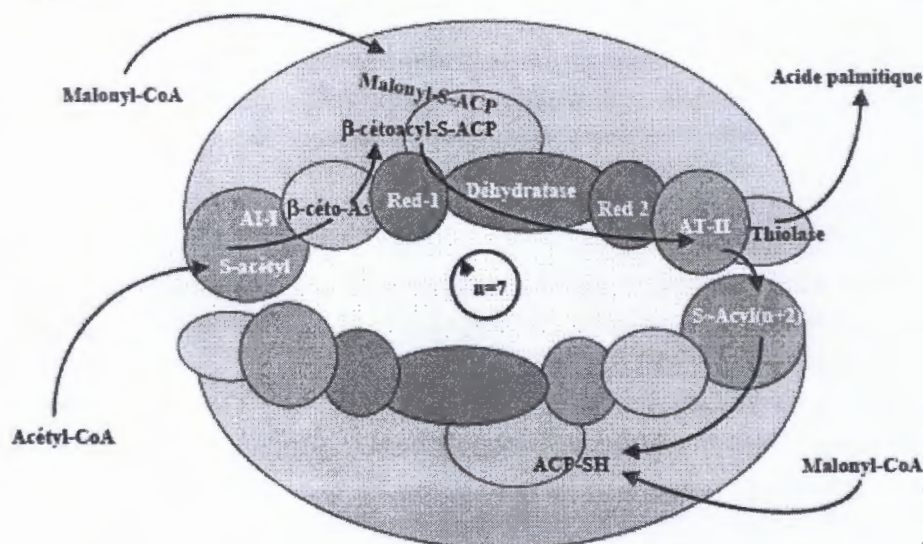 Malonyl-CoA
Acide palmitique
Malonyl-S-ACP
β-cétoacyl-S-ACP
β-céto-As
Red-1
Déhydratase
Red 2
AT-II
Thiolase
S-acétyl
n=7
S~Acyl(n+2)
Acétyl-CoA
ACP-SH
Malonyl-CoA